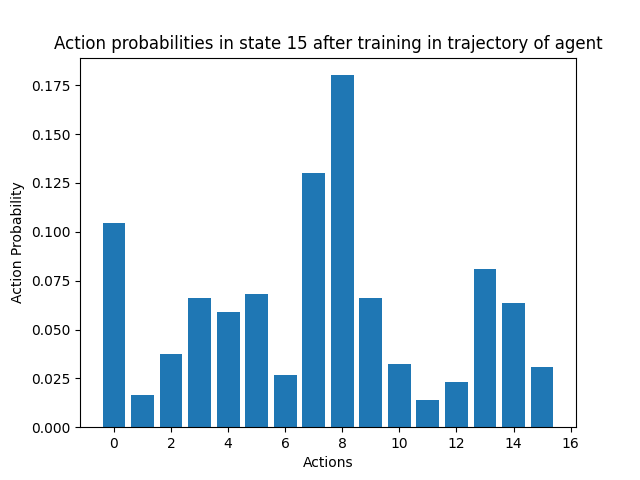 Action probabilities in state 15 after training in trajectory of agent
0.175
0.150
0.125
0.100
0.075
0.050
0.025
0.000
Action Probability
0 2 4 6 8 10 12 14 16
Actions